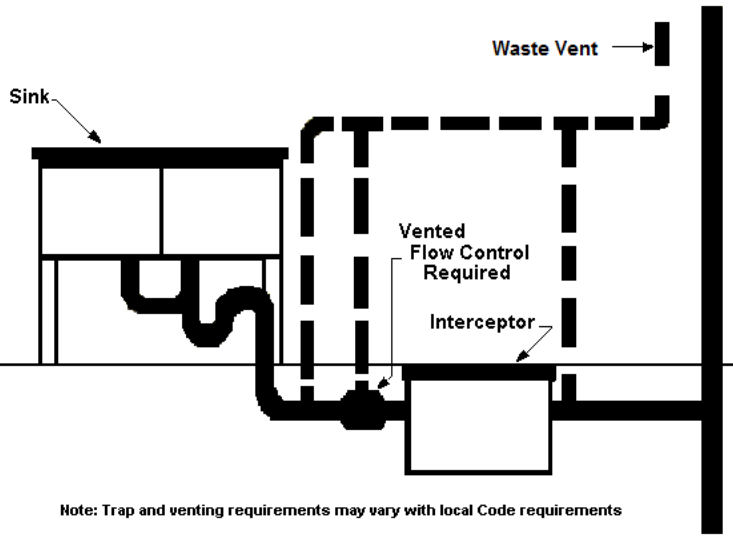 Waste Vent
Sink
Vented
Flow Control
Required
Interceptor
Note: Trap and venting requirements may vary with local Code requirements